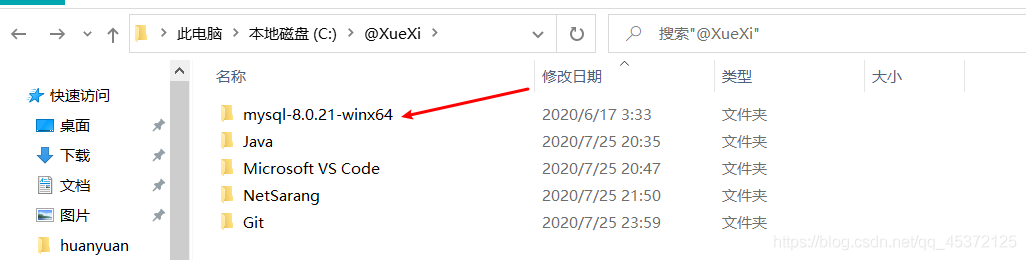 此电脑 > 本地磁盘 (C:) > @XueXi >
搜索"@XueXi"
名称 修改日期 类型 大小
快速访问
桌面
下载
文档
图片
huanyuan
mysql-8.0.21-winx64 2020/6/17 3:33 文件夹
Java 2020/7/25 20:35 文件夹
Microsoft VS Code 2020/7/25 20:47 文件夹
NetSarang 2020/7/25 21:50 文件夹
Git 2020/7/25 23:59 文件夹
https://blog.csdn.net/qq_45372125